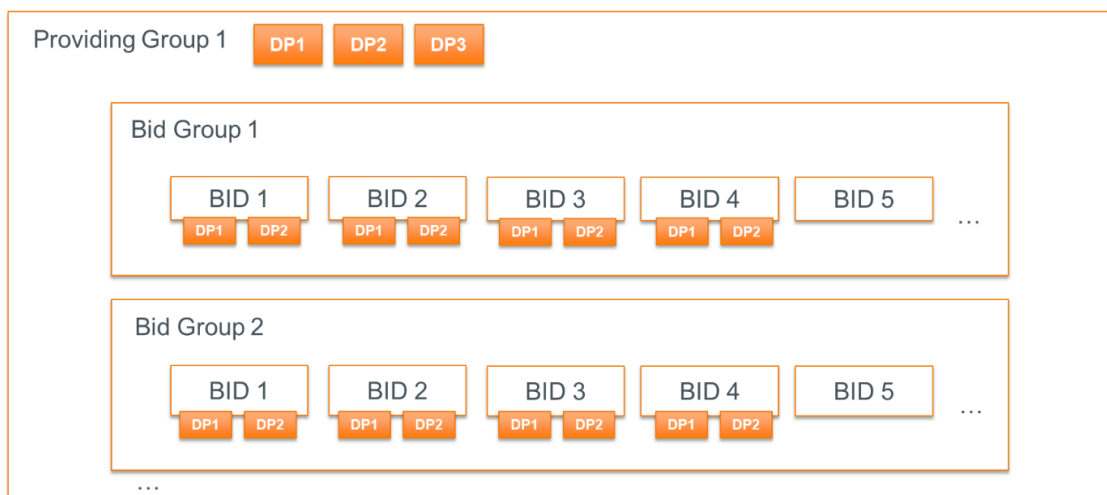 Providing Group 1 DP1 DP2 DP3
Bid Group 1
BID 1 BID 2 BID 3 BID 4 BID 5
DP1 DP2 DP1 DP2 DP1 DP2 DP1 DP2 ...
Bid Group 2
BID 1 BID 2 BID 3 BID 4 BID 5
DP1 DP2 DP1 DP2 DP1 DP2 DP1 DP2 ...
...